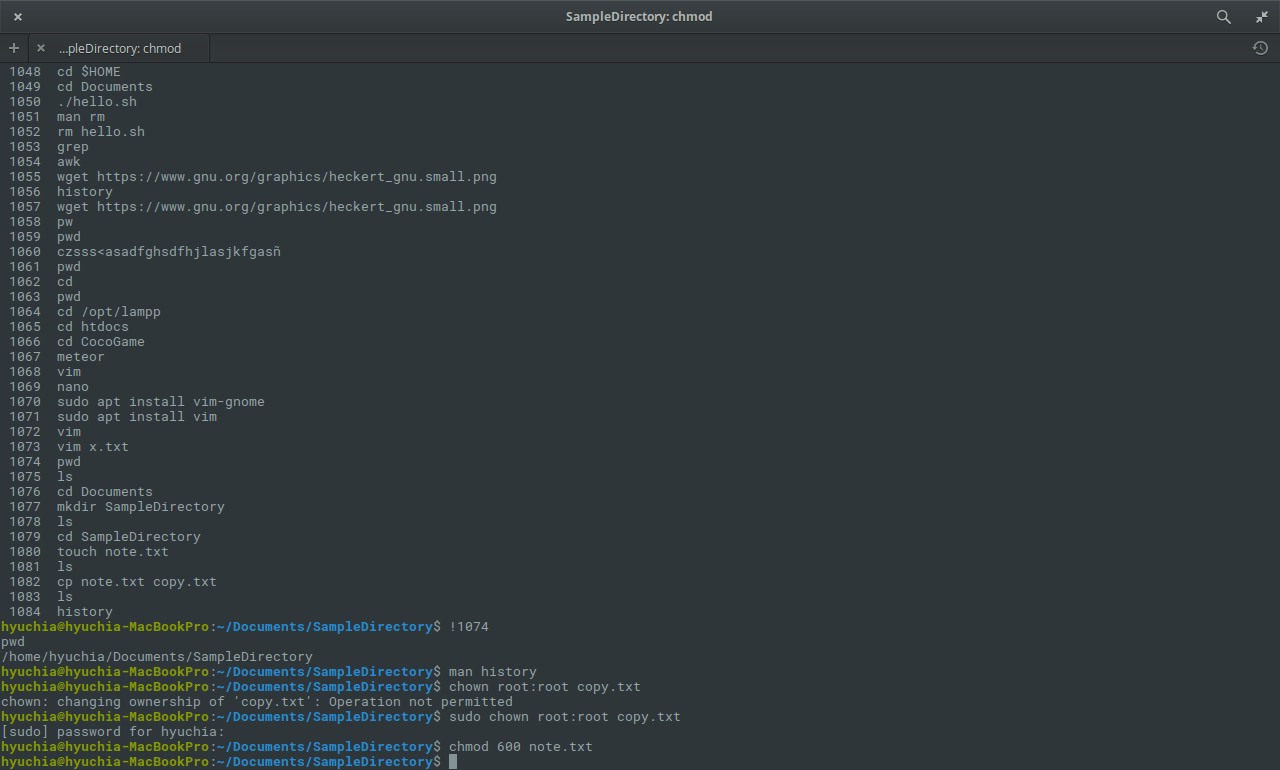 SampleDirectory: chmod
...pleDirectory: chmod
1048 cd $HOME
1049 cd Documents
1050 ./hello.sh
1051 man rm
1052 rm hello.sh
1053 grep
1054 awk
1055 wget https://www.gnu.org/graphics/heckert_gnu.small.png
1056 history
1057 wget https://www.gnu.org/graphics/heckert_gnu.small.png
1058 pw
1059 pwd
1060 czsss<asadfghsdfhjlasjkfgasñ
1061 pwd
1062 cd
1063 pwd
1064 cd /opt/lampp
1065 cd htdocs
1066 cd CocoGame
1067 meteor
1068 vim
1069 nano
1070 sudo apt install vim-gnome
1071 sudo apt install vim
1072 vim
1073 vim x.txt
1074 pwd
1075 ls
1076 cd Documents
1077 mkdir SampleDirectory
1078 ls
1079 cd SampleDirectory
1080 touch note.txt
1081 ls
1082 cp note.txt copy.txt
1083 ls
1084 history
hyuchia@hyuchia-MacBookPro:~/Documents/SampleDirectory$ !1074
pwd
/home/hyuchia/Documents/SampleDirectory
hyuchia@hyuchia-MacBookPro:~/Documents/SampleDirectory$ man history
hyuchia@hyuchia-MacBookPro:~/Documents/SampleDirectory$ chown root:root copy.txt
chown: changing ownership of 'copy.txt': Operation not permitted
hyuchia@hyuchia-MacBookPro:~/Documents/SampleDirectory$ sudo chown root:root copy.txt
[sudo] password for hyuchia:
hyuchia@hyuchia-MacBookPro:~/Documents/SampleDirectory$ chmod 600 note.txt
hyuchia@hyuchia-MacBookPro:~/Documents/SampleDirectory$